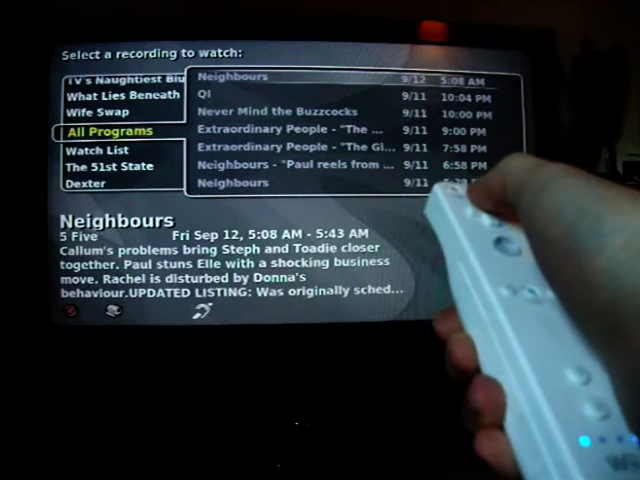 Select a recording to watch:
TV's Naughtiest Blu
What Lies Beneath
Wife Swap
All Programs
Watch List
The 51st State
Dexter
Neighbours 9/12 5:08 AM
QI 9/11 10:04 PM
Never Mind the Buzzcocks 9/11 10:00 PM
Extraordinary People - "The ... 9/11 9:00 PM
Extraordinary People - "The Gi... 9/11 7:58 PM
Neighbours - "Paul reels from ... 9/11 6:58 PM
Neighbours 9/11
Neighbours
5 Five Fri Sep 12, 5:08 AM - 5:43 AM
Callum's problems bring Steph and Toadie closer
together. Paul stuns Elle with a shocking business
move. Rachel is disturbed by Donna's
behaviour.UPDATED LISTING: Was originally sched...
Wii